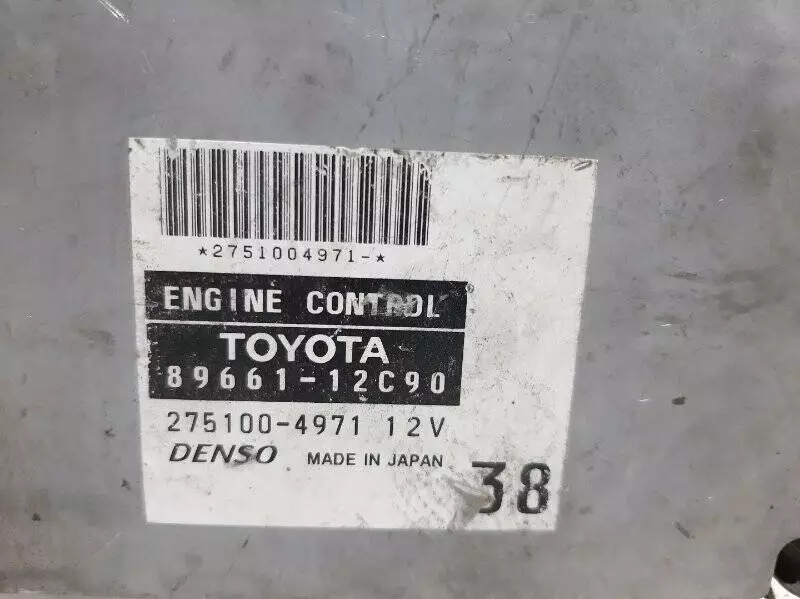 *2751004971-*
ENGINE CONTROL
TOYOTA
89661-12C90
275100-4971 12V
DENSO MADE IN JAPAN
38